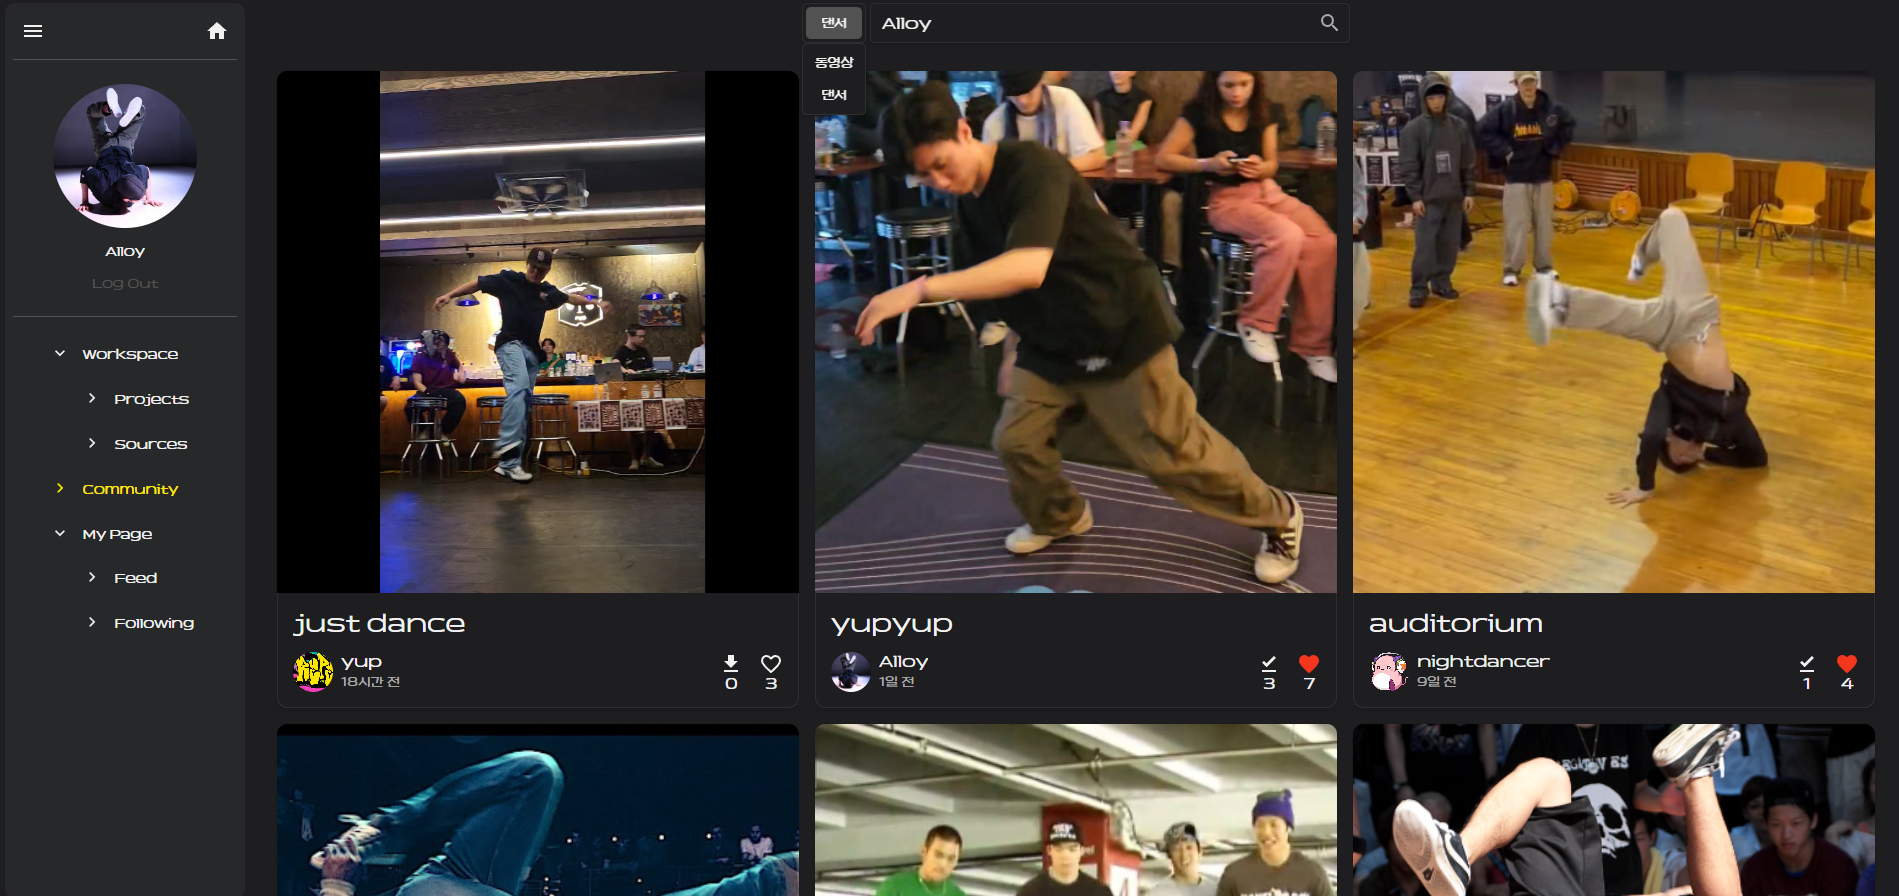 댄서
Alloy
동영상
댄서
Alloy
Log Out
Workspace
Projects
Sources
Community
My Page
Feed
Following
just dance
yup
18시간 전
0
3
yupyup
Alloy
1일 전
3
7
auditorium
nightdancer
9일 전
1
4